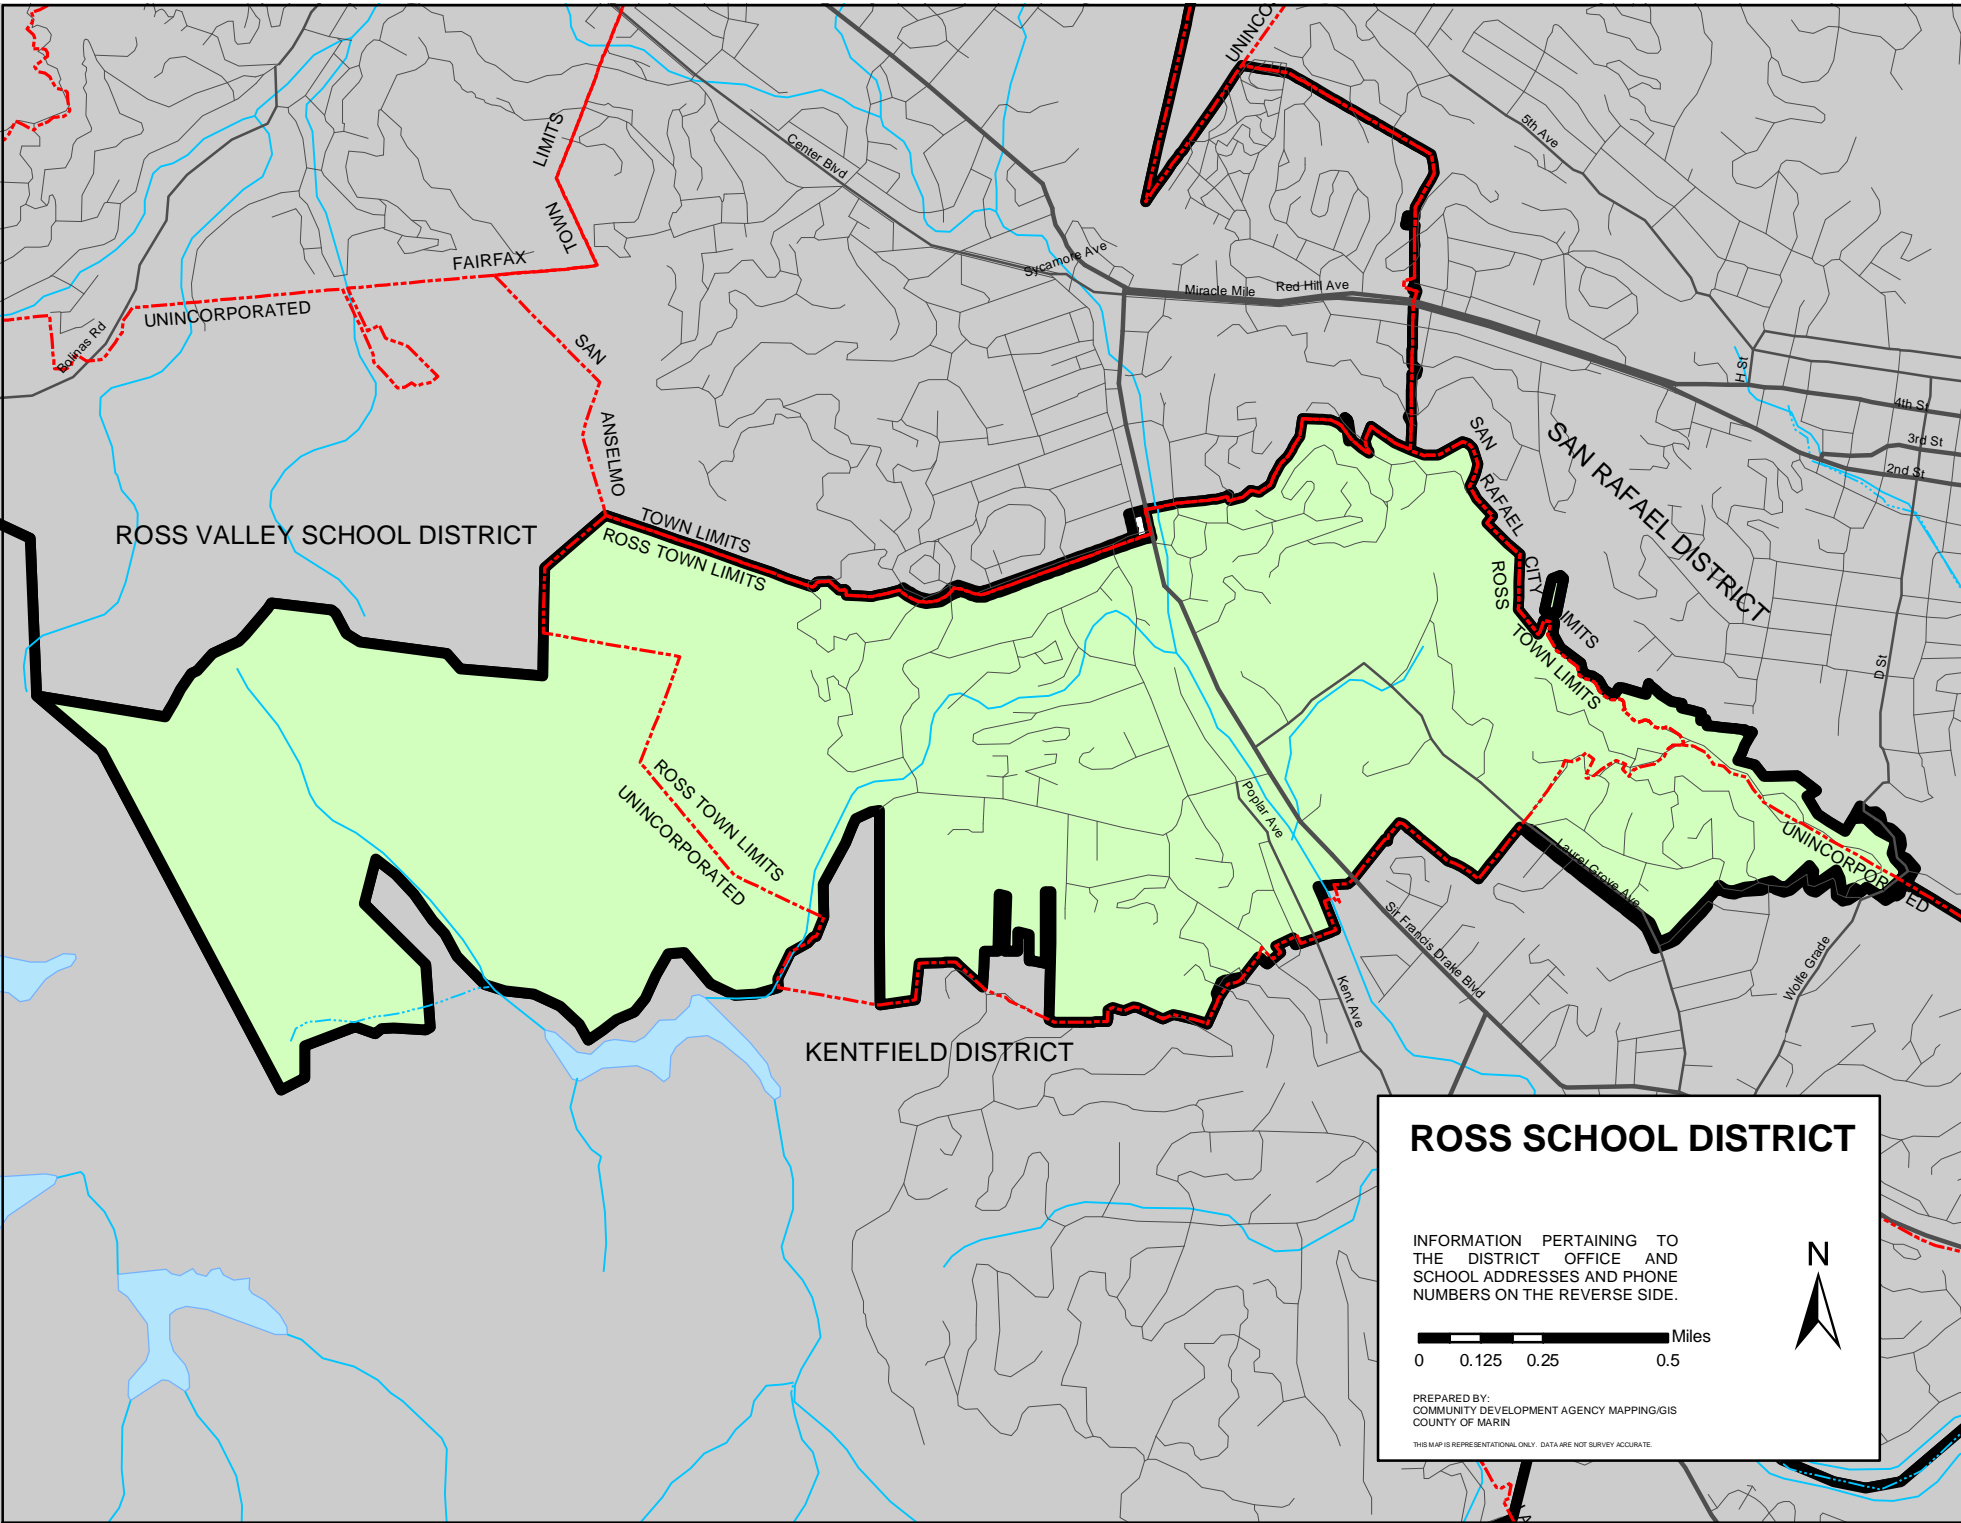 UNINCO
5th Ave
LIMITS
Center Blvd
TOWN
FAIRFAX
Sycamore Ave
Miracle Mile
Red Hill Ave
UNINCORPORATED
Bolinas Rd
SAN
H St
4th St
3rd St
2nd St
ANSELMO
SAN
RAFAEL
CITY
LIMITS
SAN RAFAEL DISTRICT
ROSS VALLEY SCHOOL DISTRICT
TOWN LIMITS
ROSS TOWN LIMITS
ROSS
TOWN LIMITS
D St
ROSS TOWN LIMITS
UNINCORPORATED
Poplar Ave
UNINCORPORATED
Laurel Grove Ave
Sir Francis Drake Blvd
Kent Ave
Wolfe Grade
KENTFIELD DISTRICT
ROSS SCHOOL DISTRICT
INFORMATION PERTAINING TO
THE DISTRICT OFFICE AND
SCHOOL ADDRESSES AND PHONE
NUMBERS ON THE REVERSE SIDE.
N
Miles
0 0.125 0.25 0.5
PREPARED BY:
COMMUNITY DEVELOPMENT AGENCY MAPPING/GIS
COUNTY OF MARIN
THIS MAP IS REPRESENTATIONAL ONLY. DATA ARE NOT SURVEY ACCURATE.